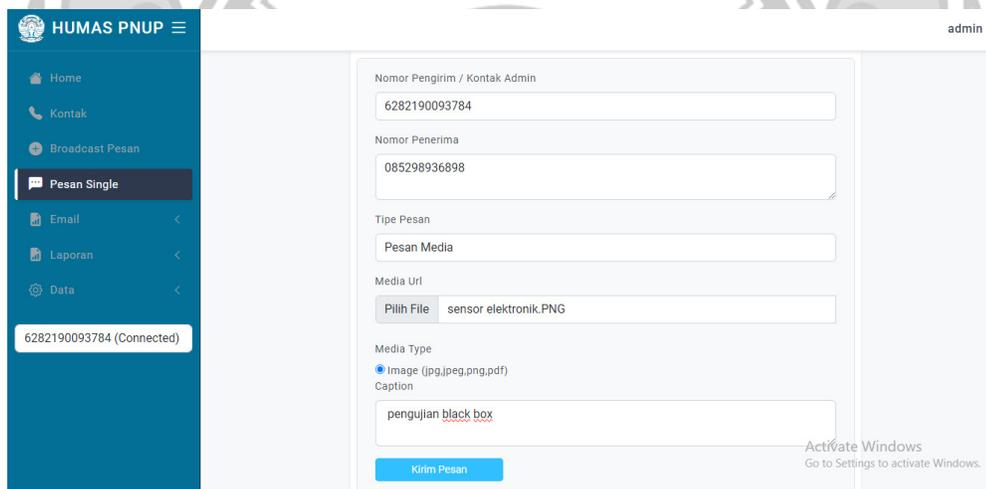 HUMAS PNUP
admin
Home
Kontak
Broadcast Pesan
Pesan Single
Email
Laporan
Data
6282190093784 (Connected)
Nomor Pengirim / Kontak Admin
6282190093784
Nomor Penerima
085298936898
Tipe Pesan
Pesan Media
Media Url
Pilih File sensor elektronik.PNG
Media Type
Image (jpg,jpeg,png,pdf)
Caption
pengujian black box
Kirim Pesan
Activate Windows
Go to Settings to activate Windows.